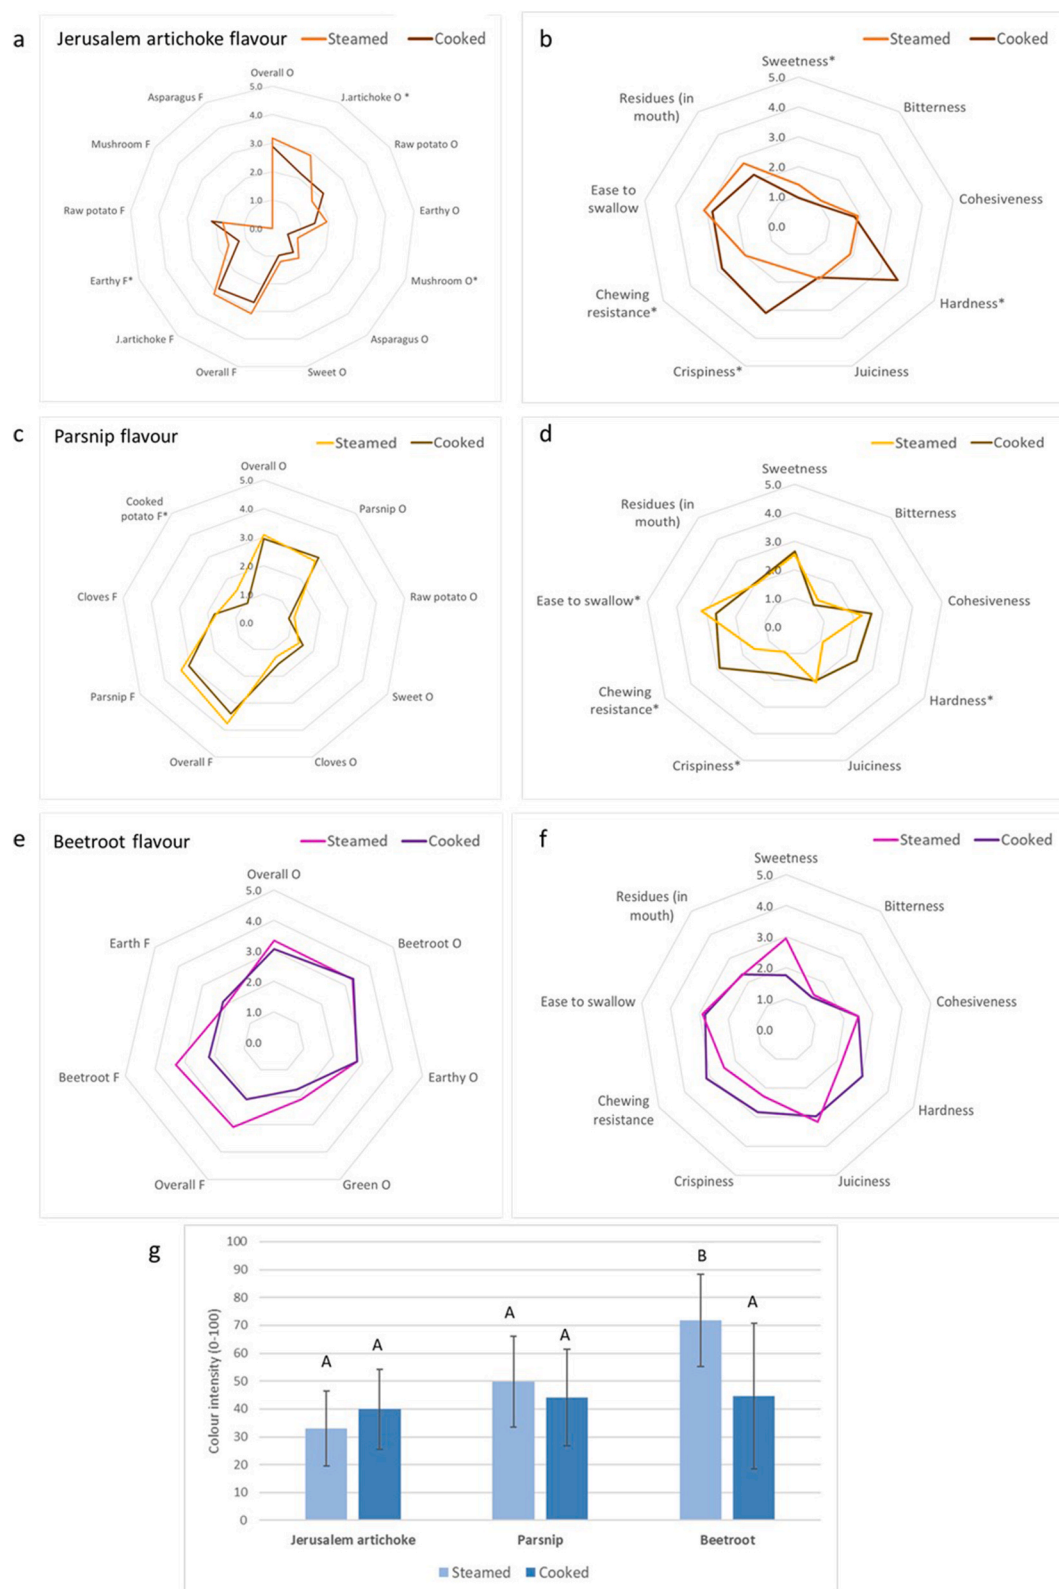 a
Jerusalem artichoke flavour
Steamed
Cooked
Overall O
5.0
4.0
3.0
2.0
1.0
0.0
J.artichoke O *
Raw potato O
Earthy O
Mushroom O*
Asparagus O
Sweet O
Overall F
J.artichoke F
Earthy F*
Raw potato F
Mushroom F
Asparagus F
b
Steamed
Cooked
Sweetness*
5.0
4.0
3.0
2.0
1.0
0.0
Bitterness
Cohesiveness
Hardness*
Juiciness
Crispiness*
Chewing
resistance*
Ease to
swallow
Residues (in
mouth)
c
Parsnip flavour
Steamed
Cooked
Overall O
5.0
4.0
3.0
2.0
1.0
0.0
Parsnip O
Raw potato O
Sweet O
Cloves O
Overall F
Parsnip F
Cloves F
Cooked
potato F*
d
Steamed
Cooked
Sweetness
5.0
4.0
3.0
2.0
1.0
0.0
Bitterness
Cohesiveness
Hardness*
Juiciness
Crispiness*
Chewing
resistance*
Ease to swallow*
Residues (in
mouth)
e
Beetroot flavour
Steamed
Cooked
Overall O
5.0
4.0
3.0
2.0
1.0
0.0
Beetroot O
Earthy O
Green O
Overall F
Beetroot F
Earth F
f
Steamed
Cooked
Sweetness
5.0
4.0
3.0
2.0
1.0
0.0
Bitterness
Cohesiveness
Hardness
Juiciness
Crispiness
Chewing
resistance
Ease to swallow
Residues (in
mouth)
g
Colour intensity (0-100)
100
90
80
70
60
50
40
30
20
10
0
A
A
A
A
B
A
Jerusalem artichoke
Parsnip
Beetroot
Steamed
Cooked